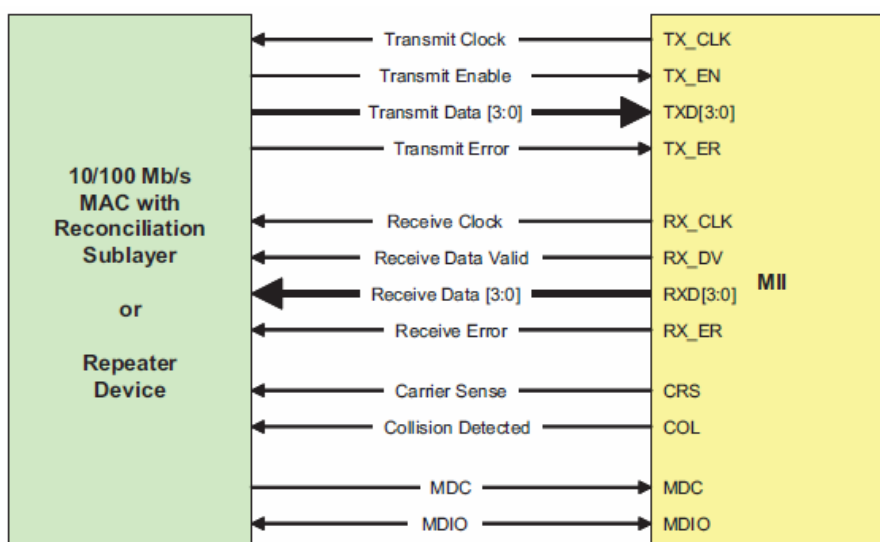 Transmit Clock TX_CLK
Transmit Enable TX_EN
Transmit Data [3:0] TXD[3:0]
Transmit Error TX_ER
10/100 Mb/s
MAC with
Reconciliation
Sublayer
or
Repeater
Device
Receive Clock RX_CLK
Receive Data Valid RX_DV
Receive Data [3:0] RXD[3:0]
Receive Error RX_ER
MII
Carrier Sense CRS
Collision Detected COL
MDC MDC
MDIO MDIO